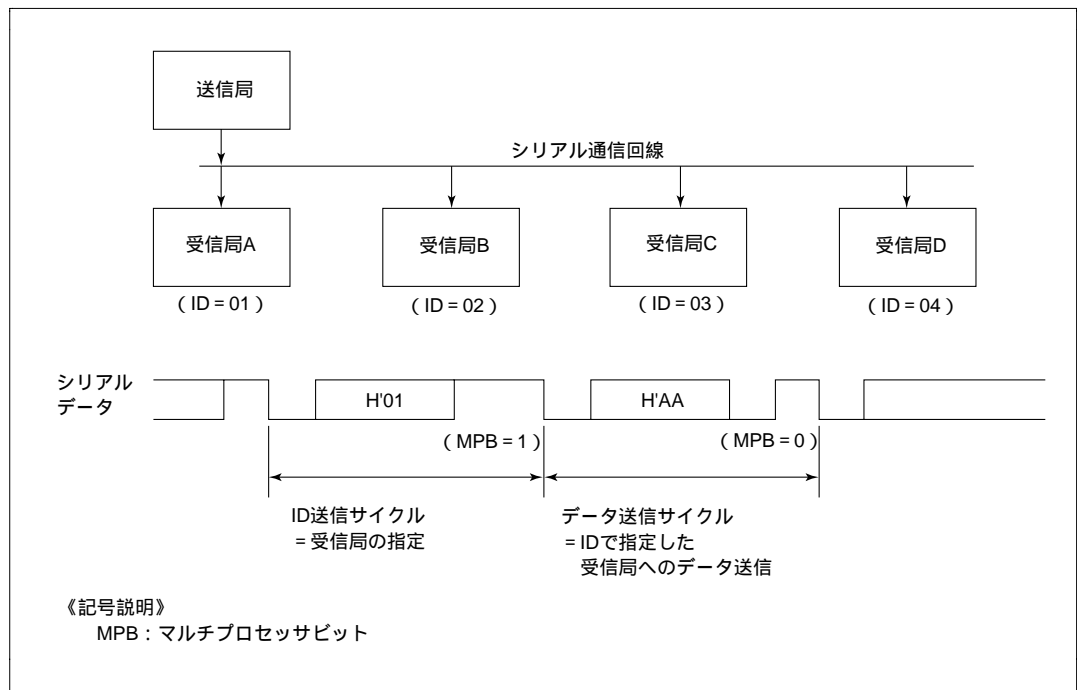 送信局
シリアル通信回線
受信局A
受信局B
受信局C
受信局D
（ID＝01）
（ID＝02）
（ID＝03）
（ID＝04）
シリアル
データ
H'01
H'AA
（MPB＝1）
（MPB＝0）
ID送信サイクル
＝受信局の指定
データ送信サイクル
＝IDで指定した
受信局へのデータ送信
《記号説明》
MPB：マルチプロセッサビット